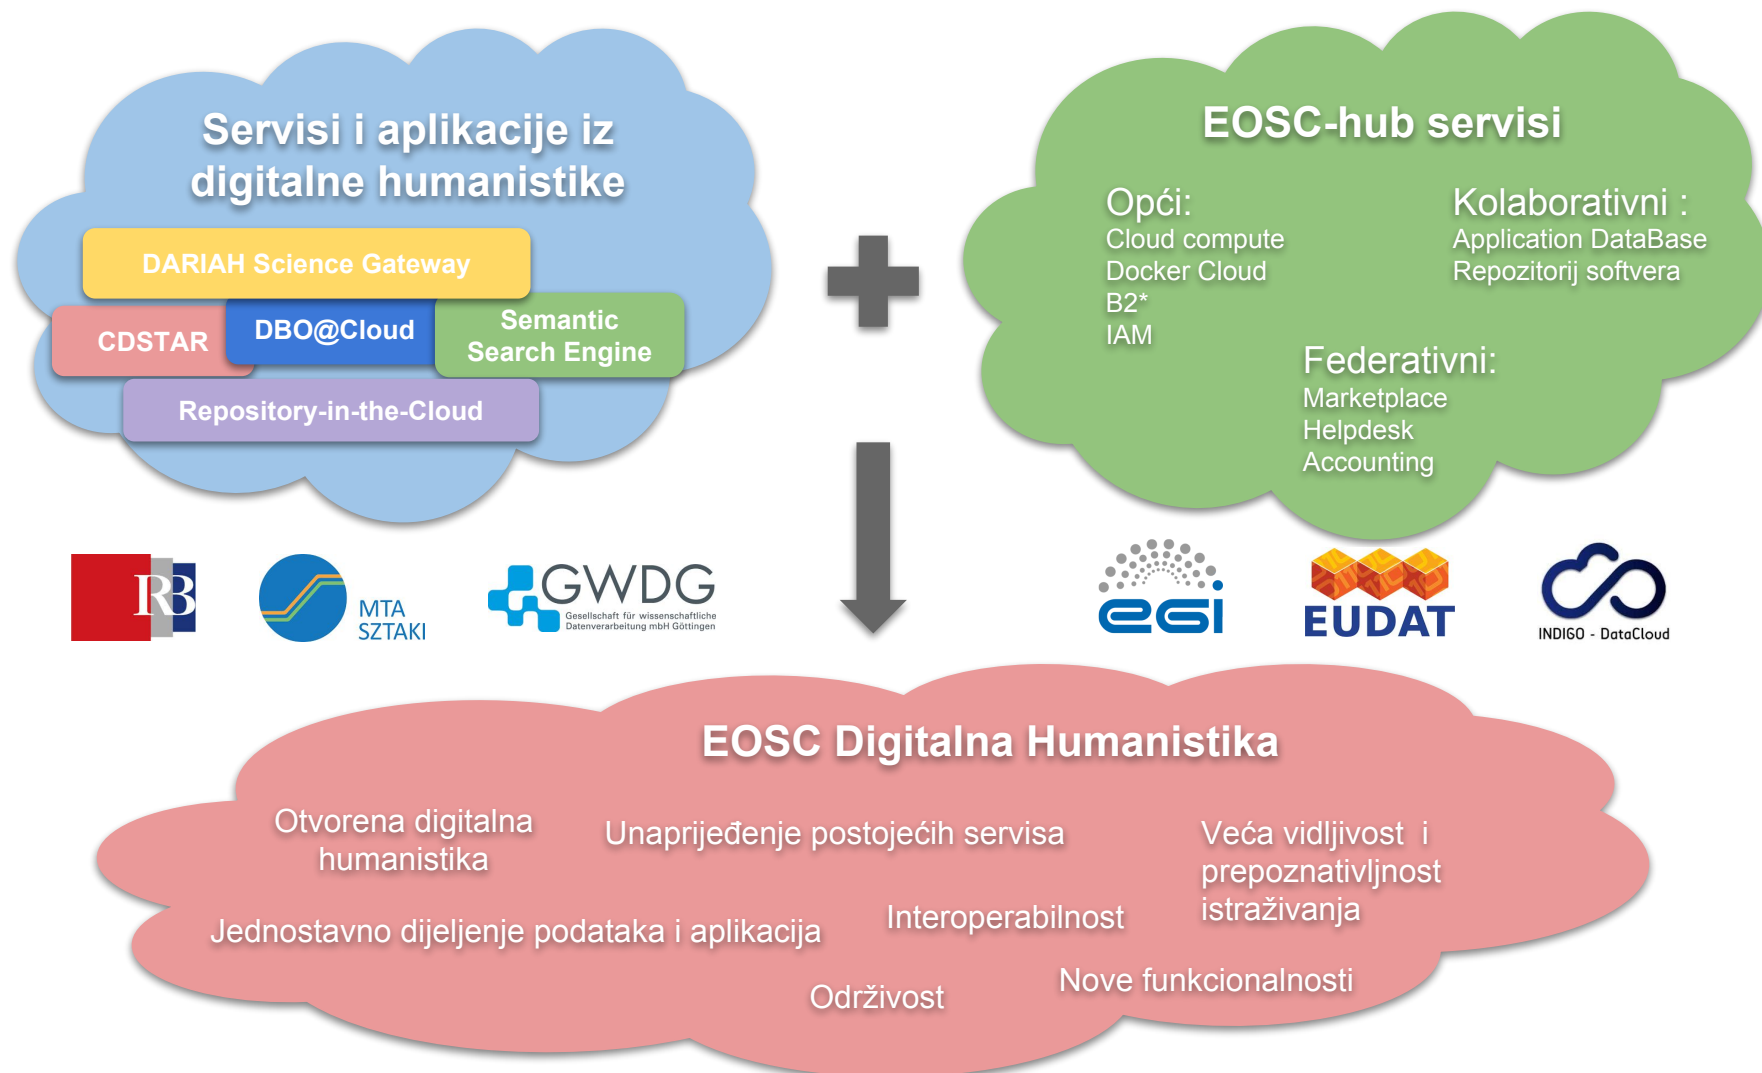 Servisi i aplikacije iz
digitalne humanistike
DARIAH Science Gateway
CDSTAR
DBO@Cloud
Semantic
Search Engine
Repository-in-the-Cloud
EOSC-hub servisi
Opći:
Cloud compute
Docker Cloud
B2*
IAM
Kolaborativni :
Application DataBase
Repozitorij softvera
Federativni:
Marketplace
Helpdesk
Accounting
IRB
MTA
SZTAKI
GWDG
Gesellschaft für wissenschaftliche
Datenverarbeitung mbH Göttingen
egi
EUDAT
INDIGO - DataCloud
EOSC Digitalna Humanistika
Otvorena digitalna
humanistika
Unaprijeđenje postojećih servisa
Veća vidljivost  i
prepoznativljnost
istraživanja
Jednostavno dijeljenje podataka i aplikacija
Interoperabilnost
Održivost
Nove funkcionalnosti